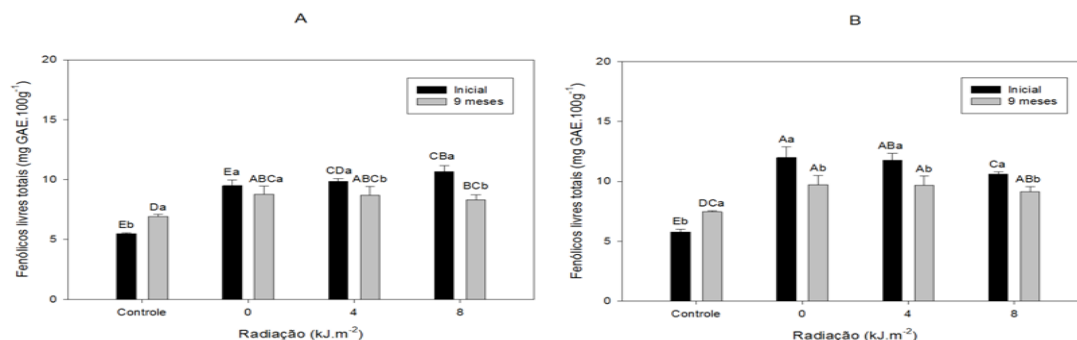 A
Fenólicos livres totais (mg GAE.100g⁻¹)
20
15
10
5
0
Inicial
9 meses
Eb Da Ea ABCa CDa ABCb CBa BCb
Controle 0 4 8
Radiação (kJ.m⁻²)
B
Fenólicos livres totais (mg GAE.100g⁻¹)
20
15
10
5
0
Inicial
9 meses
Eb DCa Aa Ab ABa Ab Ca ABb
Controle 0 4 8
Radiação (kJ.m⁻²)